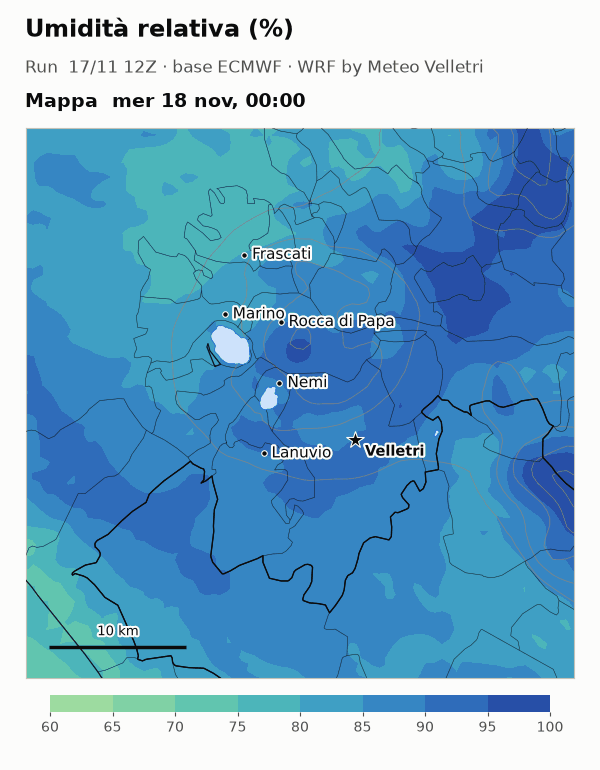 Umidità relativa (%)
Run  17/11 12Z · base ECMWF · WRF by Meteo Velletri
Mappa  mer 18 nov, 00:00
Frascati
Marino
Rocca di Papa
Nemi
Velletri
Lanuvio
10 km
60 65 70 75 80 85 90 95 100